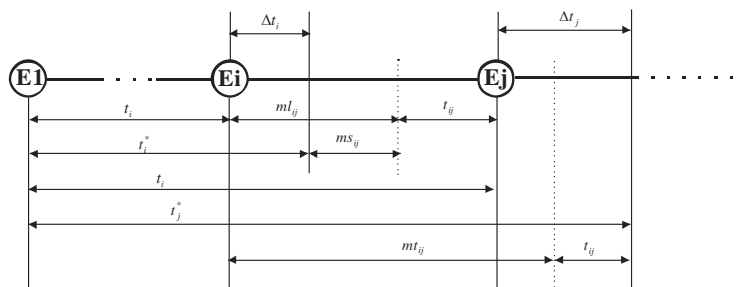 Δt_i Δt_j
E1 Ei Ej
t_i ml_ij t_ij
t_i^* ms_ij
t_i
t_j^*
mt_ij t_ij